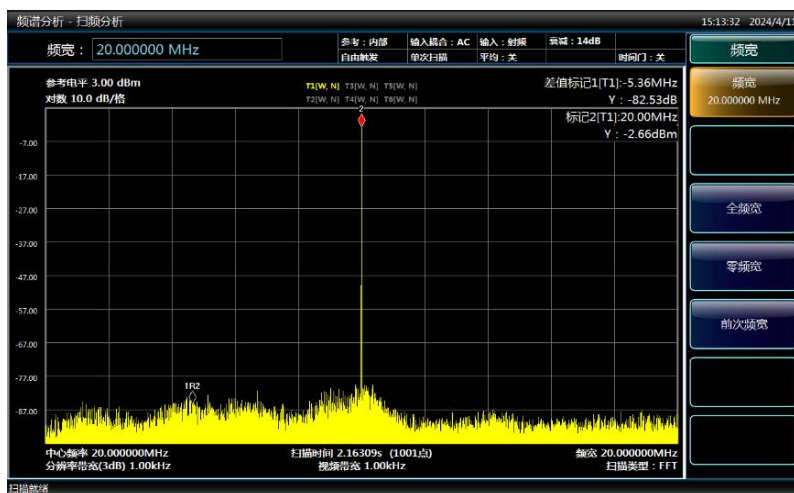 频谱分析 - 扫频分析
15:13:32 2024/4/11
频宽： 20.000000 MHz
参考：内部 输入耦合：AC 输入：射频 衰减：14dB
自由触发 单次扫描 平均：关 时间门：关
频宽
参考电平 3.00 dBm
对数 10.0 dB/格
T1[W, N] T3[W, N] T5[W, N]
T2[W, N] T4[W, N] T6[W, N]
差值标记1[T1]:-5.36MHz
Y：-82.53dB
标记2[T1]:20.00MHz
Y：-2.66dBm
2
-7.00
-17.00
-27.00
-37.00
-47.00
-57.00
-67.00
-77.00
-87.00
1R2
中心频率 20.000000MHz
扫描时间 2.16309s (1001点)
频宽 20.000000MHz
分辨率带宽(3dB) 1.00kHz
视频带宽 1.00kHz
扫描类型：FFT
频宽
20.000000 MHz
全频宽
零频宽
前次频宽
扫描就绪